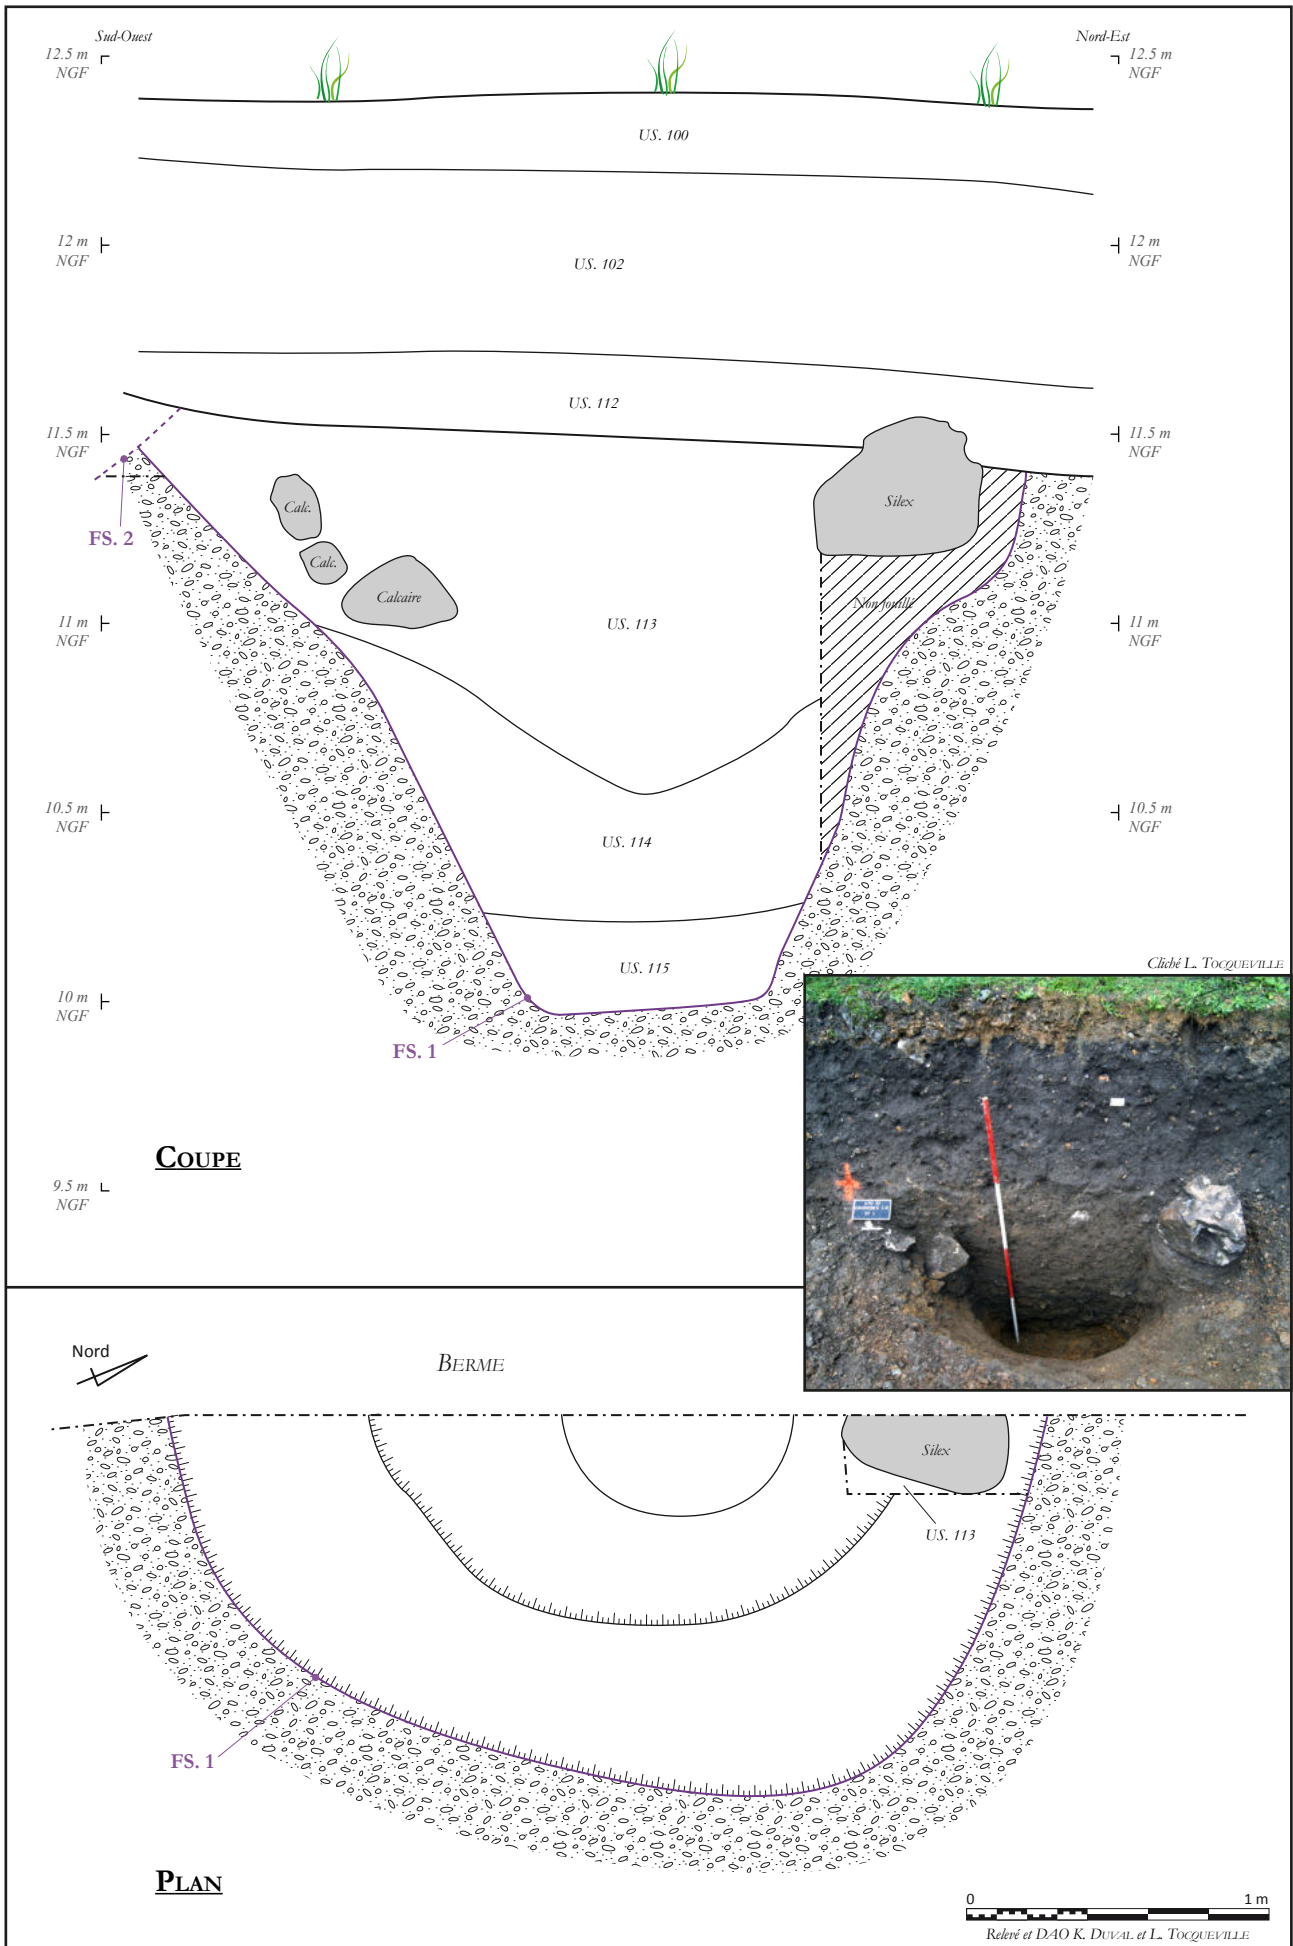 Sud-Ouest
Nord-Est
12.5 m
NGF
12.5 m
NGF
US. 100
12 m
NGF
US. 102
12 m
NGF
US. 112
11.5 m
NGF
11.5 m
NGF
Calc.
Silex
FS. 2
Calc.
Calcaire
Non fouillé
11 m
NGF
US. 113
11 m
NGF
10.5 m
NGF
10.5 m
NGF
US. 114
US. 115
Cliché L. TOCQUEVILLE
10 m
NGF
FS. 1
COUPE
9.5 m
NGF
Nord
BERME
Silex
US. 113
FS. 1
PLAN
0 1 m
Relevé et DAO K. DUVAL et L. TOCQUEVILLE